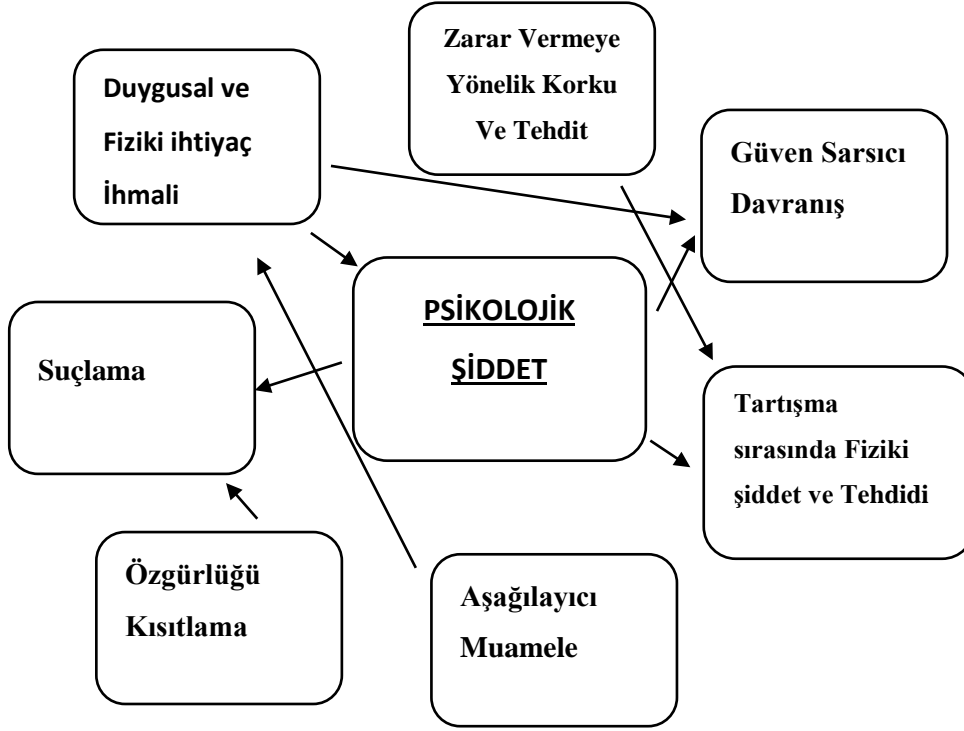 Zarar Vermeye
Yönelik Korku
Ve Tehdit
Duygusal ve
Fiziki ihtiyaç
İhmali
Güven Sarsıcı
Davranış
PSİKOLOJİK
ŞİDDET
Suçlama
Tartışma
sırasında Fiziki
şiddet ve Tehdidi
Özgürlüğü
Kısıtlama
Aşağılayıcı
Muamele